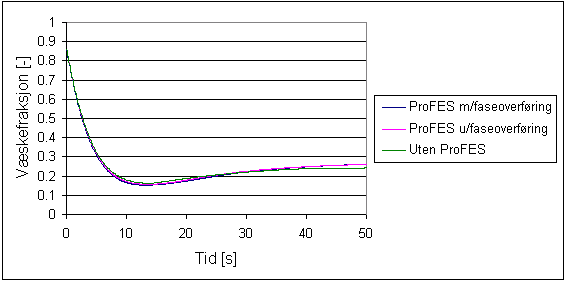 1
0.9
0.8
0.7
0.6
0.5
0.4
0.3
0.2
0.1
0
Væskefraksjon [-]
0 10 20 30 40 50
Tid [s]
ProFES m/faseoverføring
ProFES u/faseoverføring
Uten ProFES